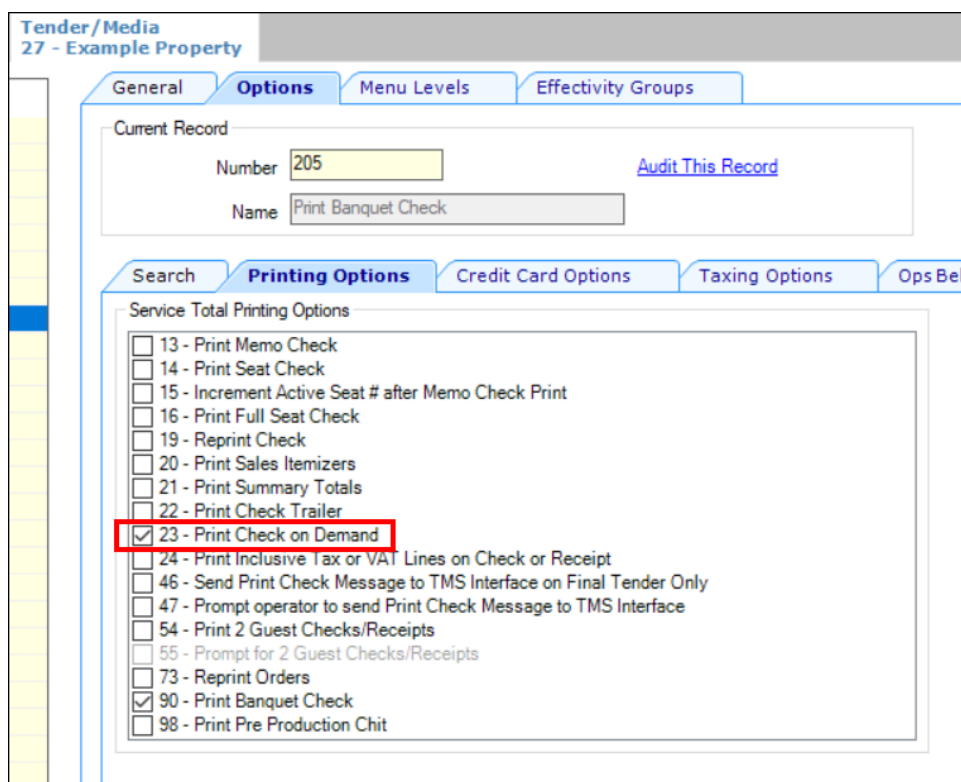 Tender/Media
27 - Example Property
General Options Menu Levels Effectivity Groups
Current Record
Number 205 Audit This Record
Name Print Banquet Check
Search Printing Options Credit Card Options Taxing Options Ops Bel
Service Total Printing Options
13 - Print Memo Check
14 - Print Seat Check
15 - Increment Active Seat # after Memo Check Print
16 - Print Full Seat Check
19 - Reprint Check
20 - Print Sales Itemizers
21 - Print Summary Totals
22 - Print Check Trailer
23 - Print Check on Demand
24 - Print Inclusive Tax or VAT Lines on Check or Receipt
46 - Send Print Check Message to TMS Interface on Final Tender Only
47 - Prompt operator to send Print Check Message to TMS Interface
54 - Print 2 Guest Checks/Receipts
55 - Prompt for 2 Guest Checks/Receipts
73 - Reprint Orders
90 - Print Banquet Check
98 - Print Pre Production Chit